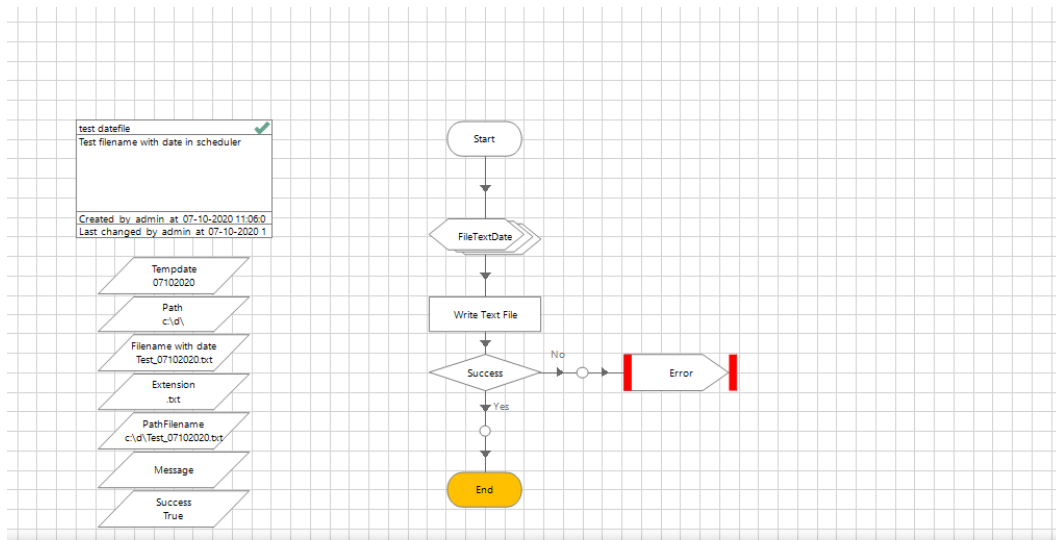 test datefile
Test filename with date in scheduler
Created by admin at 07-10-2020 11:06:0
Last changed by admin at 07-10-2020 1
Tempdate
07102020
Path
c:\d\
Filename with date
Test_07102020.txt
Extension
.txt
PathFilename
c:\d\Test_07102020.txt
Message
Success
True
Start
FileTextDate
Write Text File
Success
No
Error
Yes
End